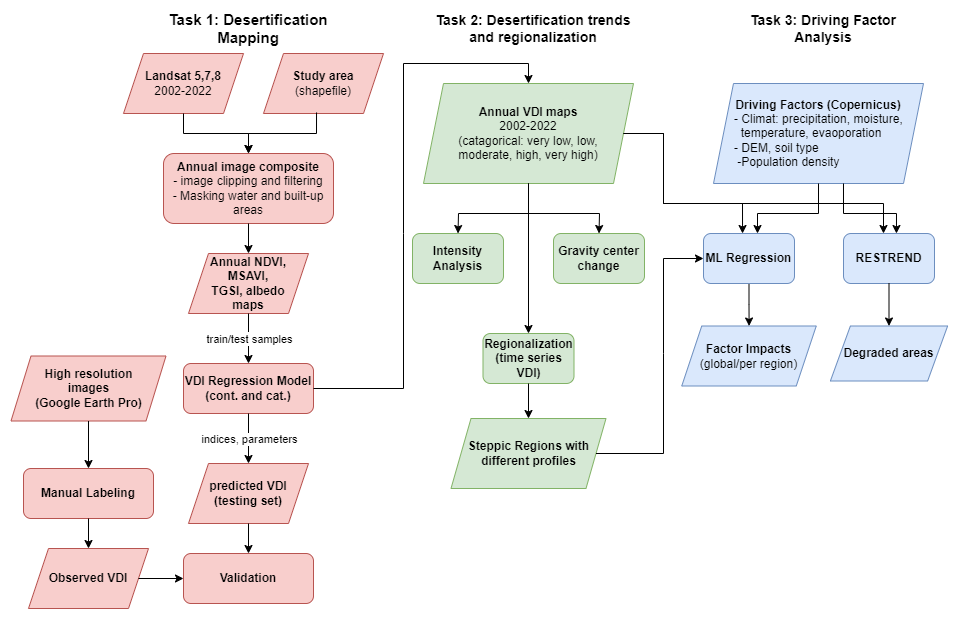 Task 1: Desertification
Mapping
Landsat 5,7,8
2002-2022
Study area
(shapefile)
Annual image composite
- image clipping and filtering
- Masking water and built-up
areas
Annual NDVI,
MSAVI,
TGSI, albedo
maps
train/test samples
High resolution
images
(Google Earth Pro)
VDI Regression Model
(cont. and cat.)
indices, parameters
Manual Labeling
predicted VDI
(testing set)
Observed VDI
Validation
Task 2: Desertification trends
and regionalization
Annual VDI maps
2002-2022
(catagorical: very low, low,
moderate, high, very high)
Intensity
Analysis
Gravity center
change
Regionalization
(time series
VDI)
Steppic Regions with
different profiles
Task 3: Driving Factor
Analysis
Driving Factors (Copernicus)
- Climat: precipitation, moisture,
temperature, evaoporation
- DEM, soil type
-Population density
ML Regression
RESTREND
Factor Impacts
(global/per region)
Degraded areas